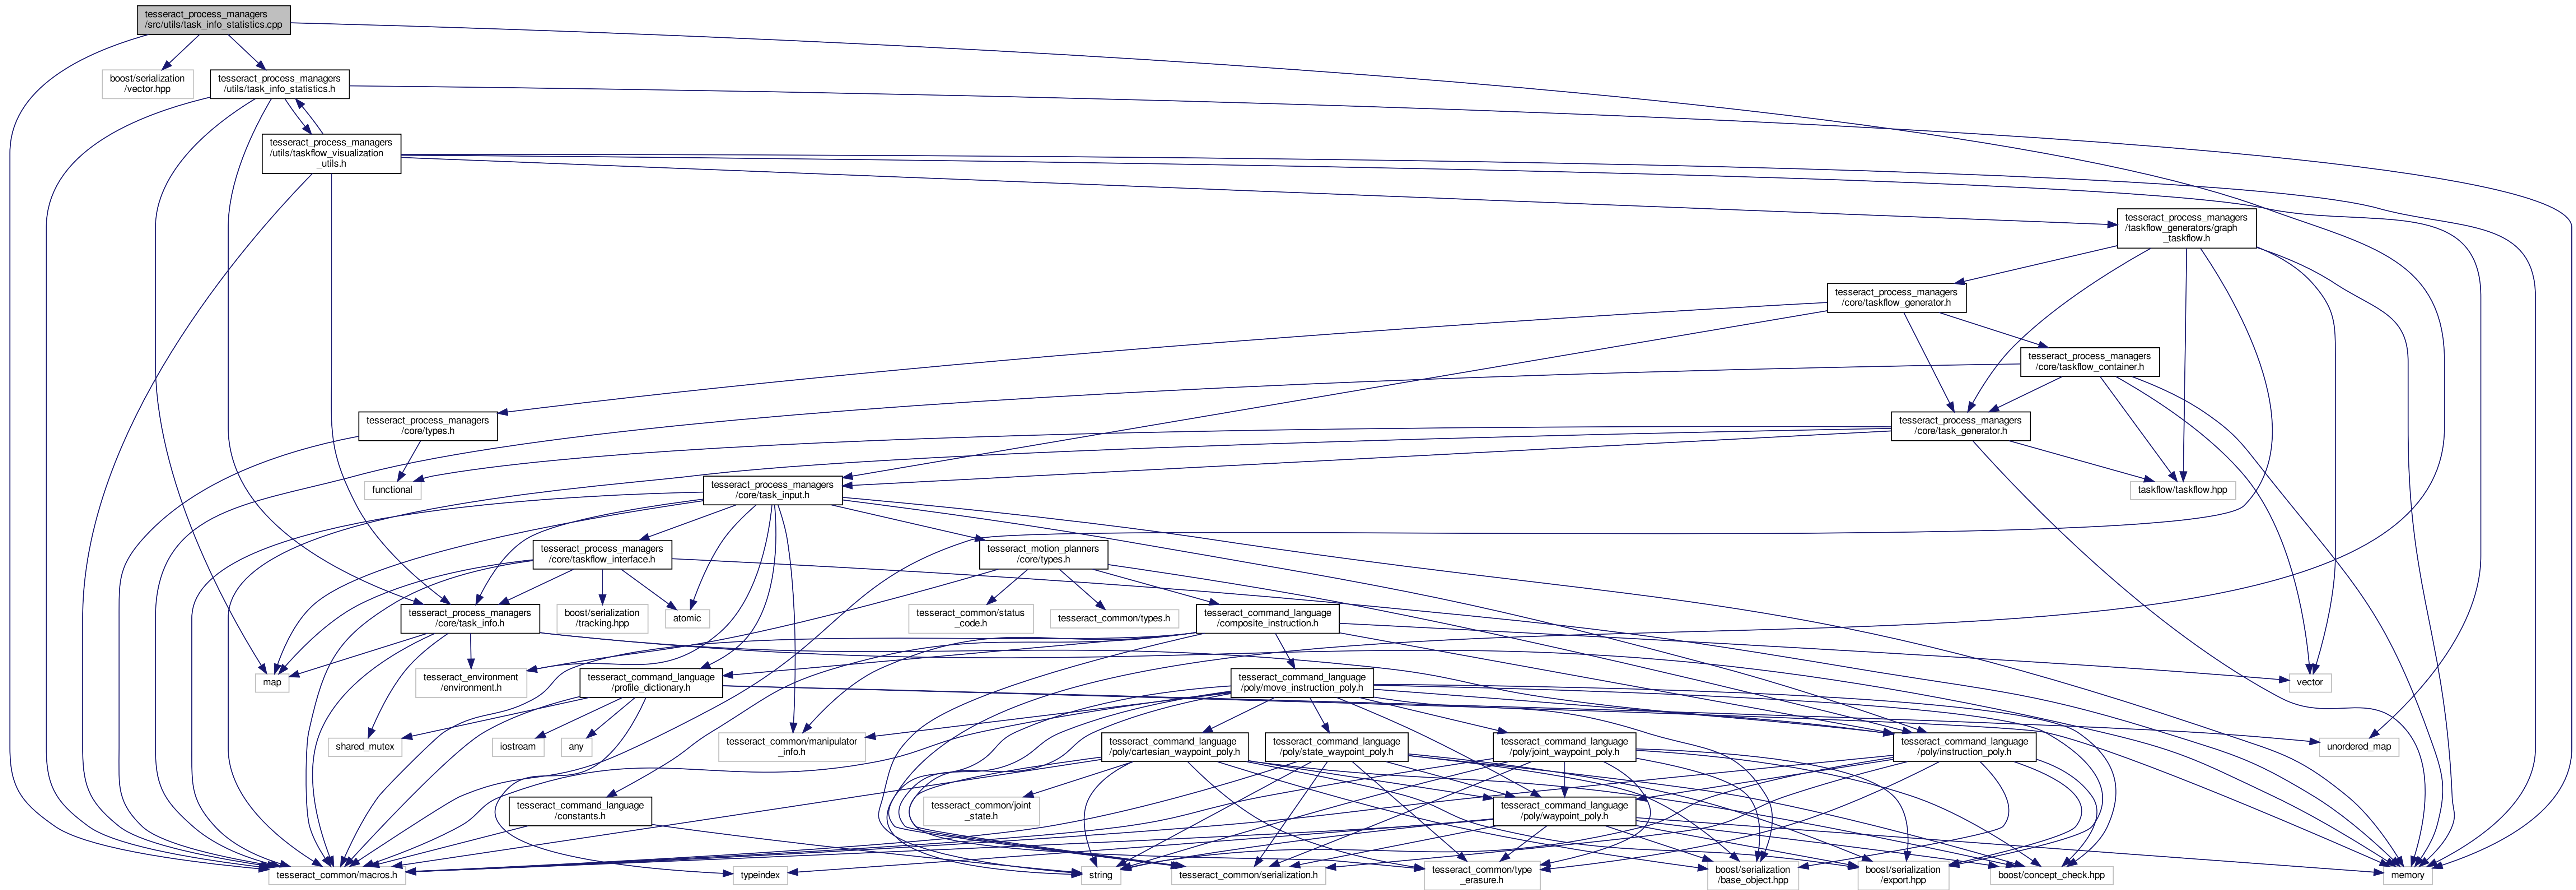 tesseract_process_managers
/src/utils/task_info_statistics.cpp
boost/serialization
/vector.hpp
tesseract_process_managers
/utils/task_info_statistics.h
tesseract_process_managers
/utils/taskflow_visualization
_utils.h
tesseract_process_managers
/taskflow_generators/graph
_taskflow.h
tesseract_process_managers
/core/taskflow_generator.h
tesseract_process_managers
/core/taskflow_container.h
tesseract_process_managers
/core/types.h
tesseract_process_managers
/core/task_generator.h
functional
tesseract_process_managers
/core/task_input.h
taskflow/taskflow.hpp
tesseract_process_managers
/core/taskflow_interface.h
tesseract_motion_planners
/core/types.h
tesseract_process_managers
/core/task_info.h
boost/serialization
/tracking.hpp
atomic
tesseract_common/status
_code.h
tesseract_common/types.h
tesseract_command_language
/composite_instruction.h
map
tesseract_environment
/environment.h
tesseract_command_language
/profile_dictionary.h
tesseract_command_language
/poly/move_instruction_poly.h
vector
shared_mutex
iostream
any
tesseract_common/manipulator
_info.h
tesseract_command_language
/poly/cartesian_waypoint_poly.h
tesseract_command_language
/poly/state_waypoint_poly.h
tesseract_command_language
/poly/joint_waypoint_poly.h
tesseract_command_language
/poly/instruction_poly.h
unordered_map
tesseract_command_language
/constants.h
tesseract_common/joint
_state.h
tesseract_command_language
/poly/waypoint_poly.h
tesseract_common/macros.h
typeindex
string
tesseract_common/serialization.h
tesseract_common/type
_erasure.h
boost/serialization
/base_object.hpp
boost/serialization
/export.hpp
boost/concept_check.hpp
memory